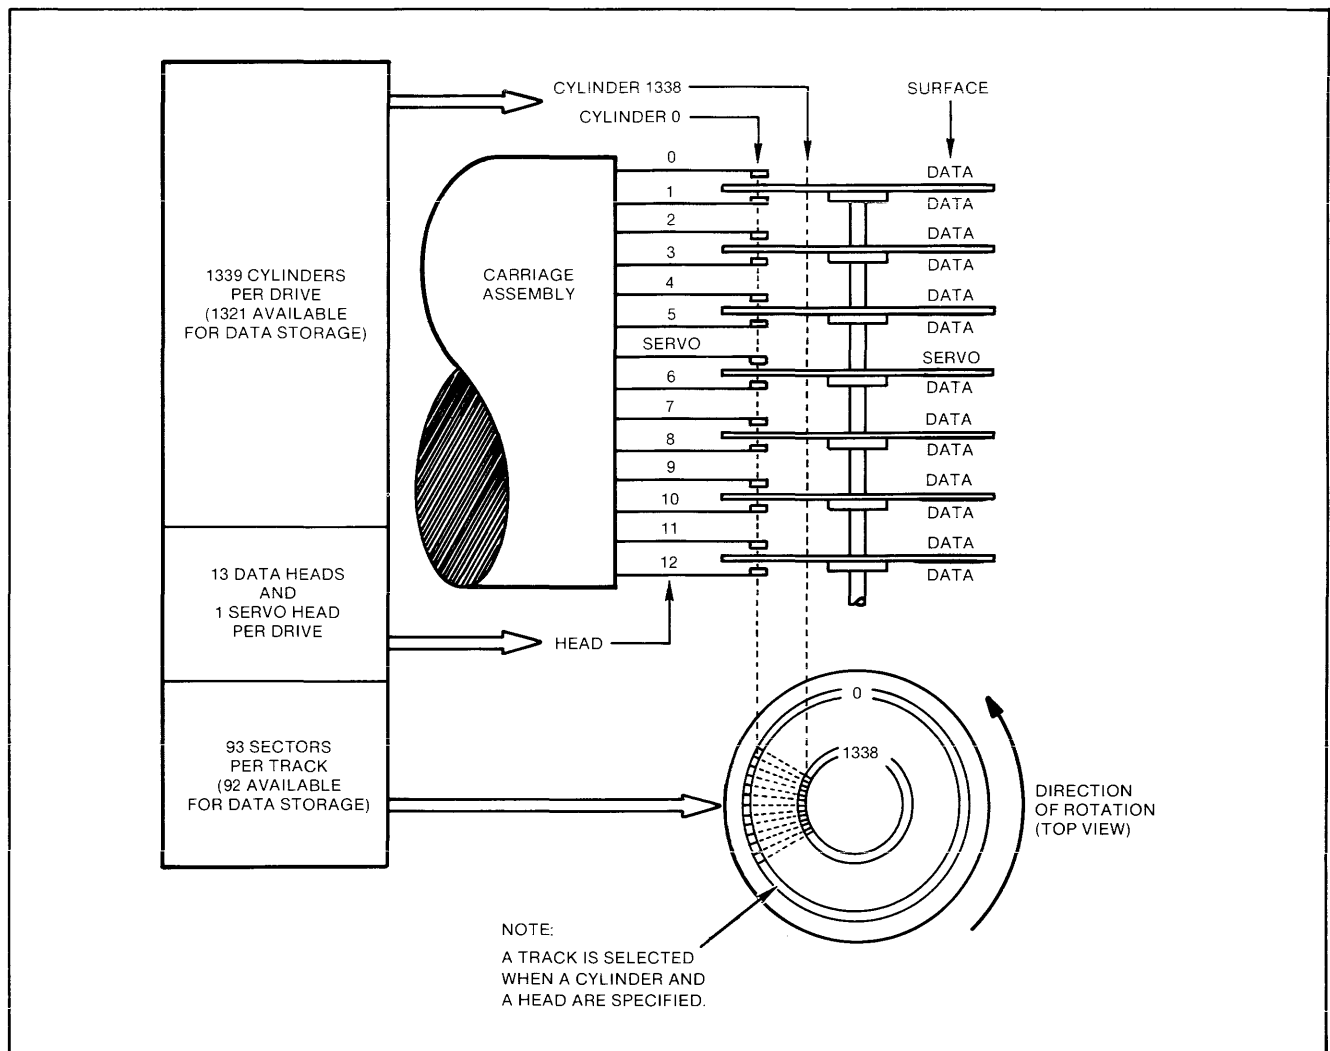 CYLINDER 1338
CYLINDER 0
SURFACE
1339 CYLINDERS
PER DRIVE
(1321 AVAILABLE
FOR DATA STORAGE)
13 DATA HEADS
AND
1 SERVO HEAD
PER DRIVE
93 SECTORS
PER TRACK
(92 AVAILABLE
FOR DATA STORAGE)
CARRIAGE
ASSEMBLY
0
1
2
3
4
5
SERVO
6
7
8
9
10
11
12
HEAD
DATA
DATA
DATA
DATA
DATA
DATA
SERVO
DATA
DATA
DATA
DATA
DATA
DATA
DATA
0
1338
DIRECTION
OF ROTATION
(TOP VIEW)
NOTE:
A TRACK IS SELECTED
WHEN A CYLINDER AND
A HEAD ARE SPECIFIED.